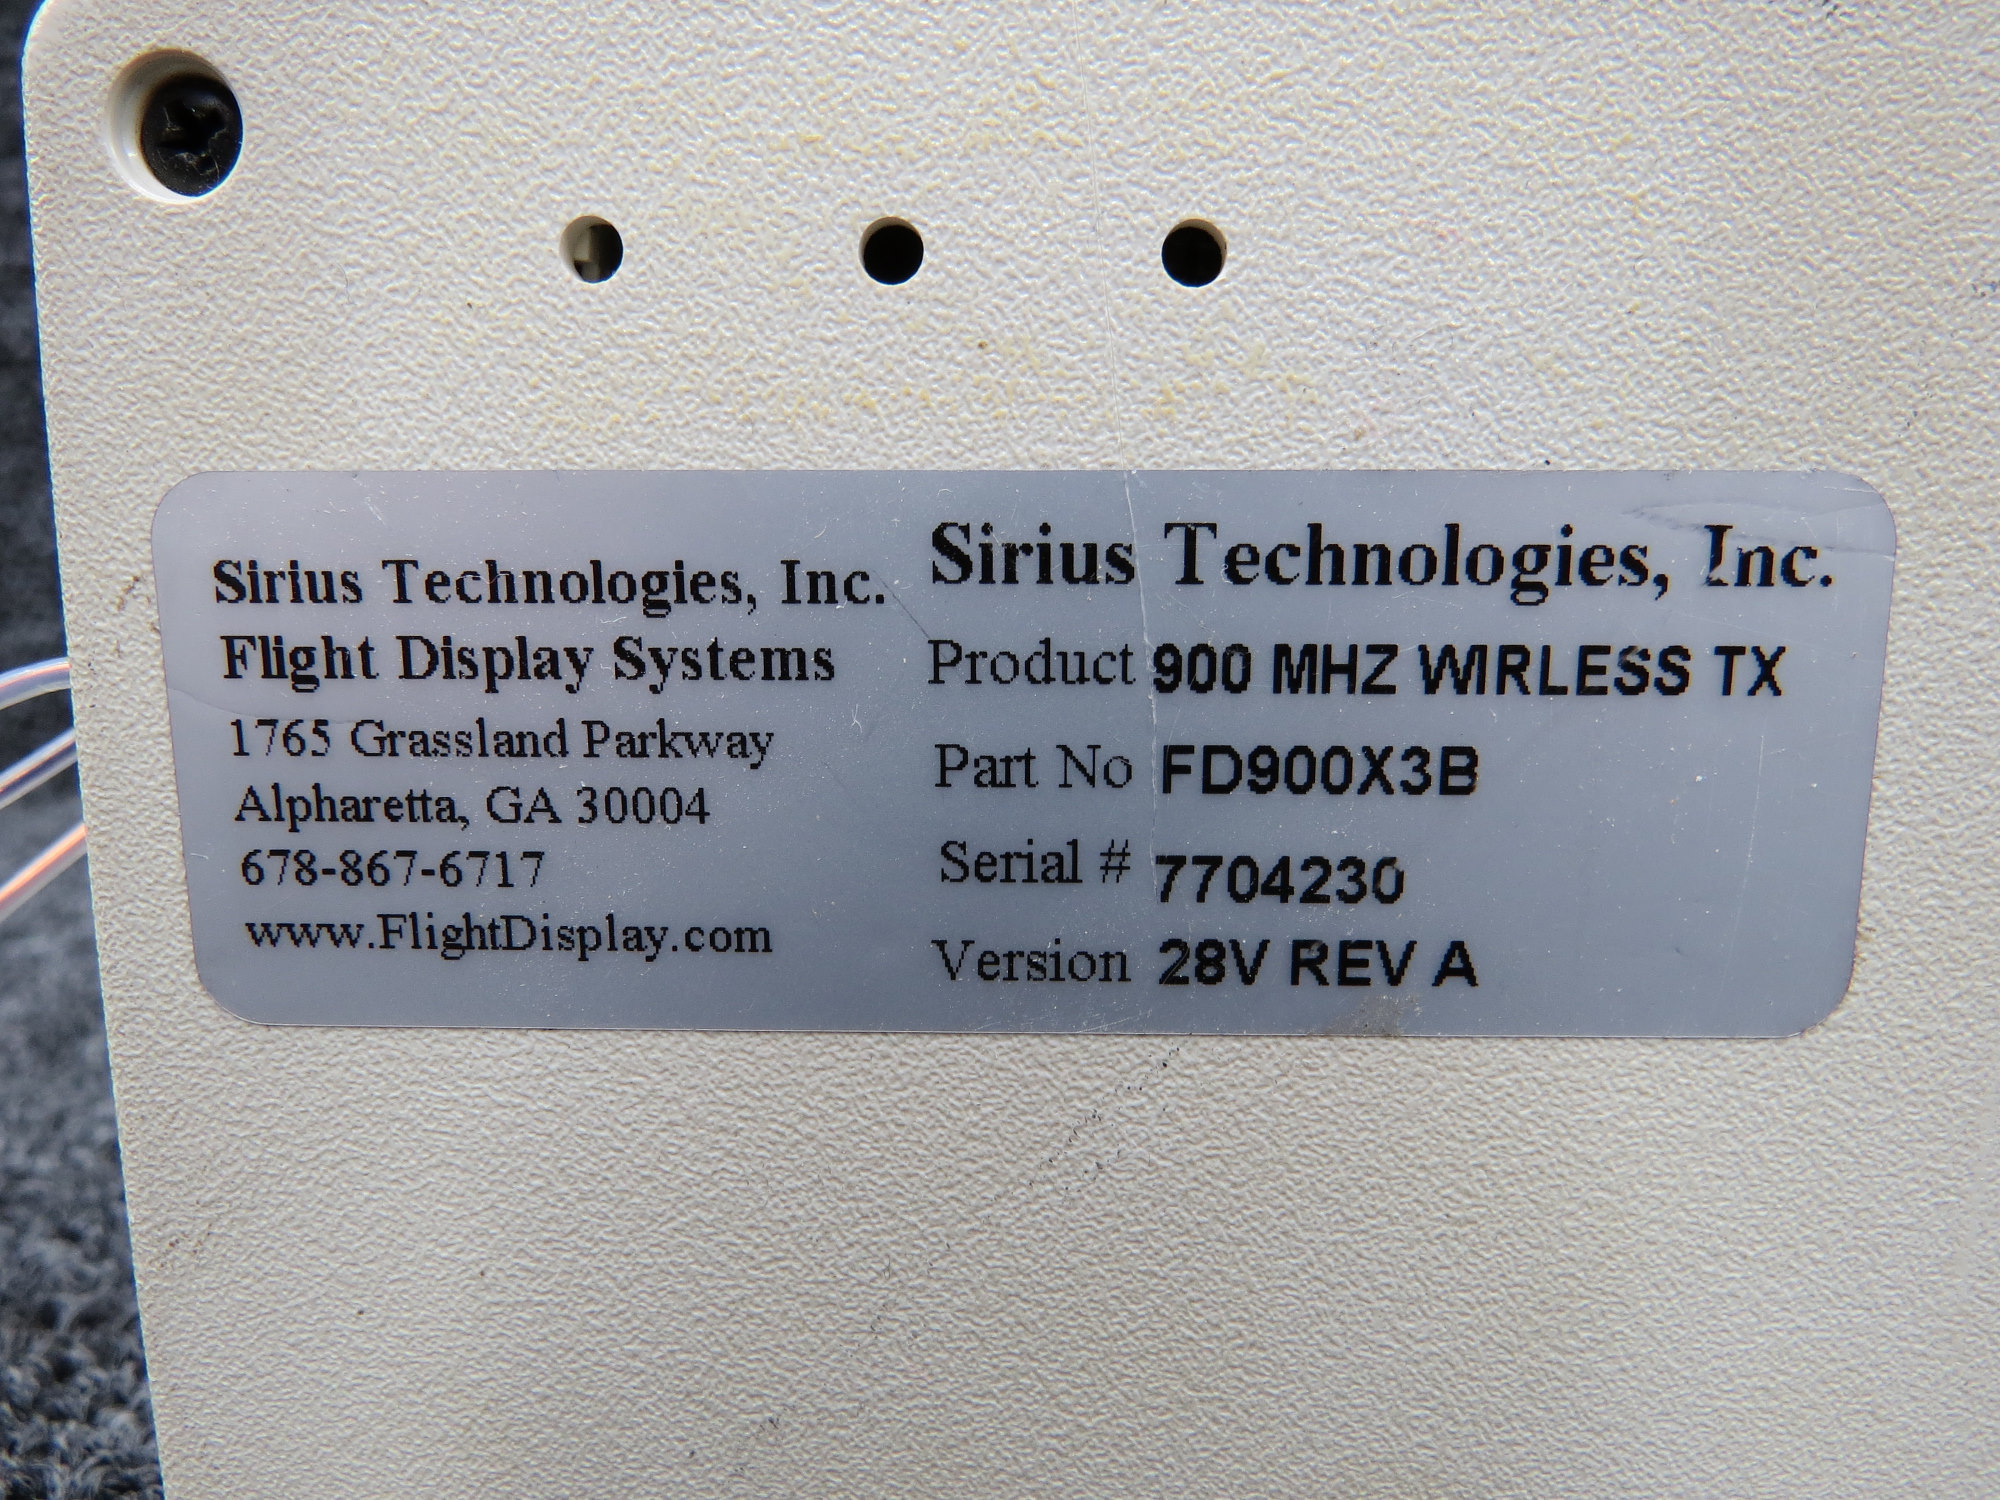 Sirius Technologies, Inc.
Flight Display Systems
1765 Grassland Parkway
Alpharetta, GA 30004
678-867-6717
www.FlightDisplay.com
Sirius Technologies, Inc.
Product 900 MHZ WIRLESS TX
Part No FD900X3B
Serial # 7704230
Version 28V REV A